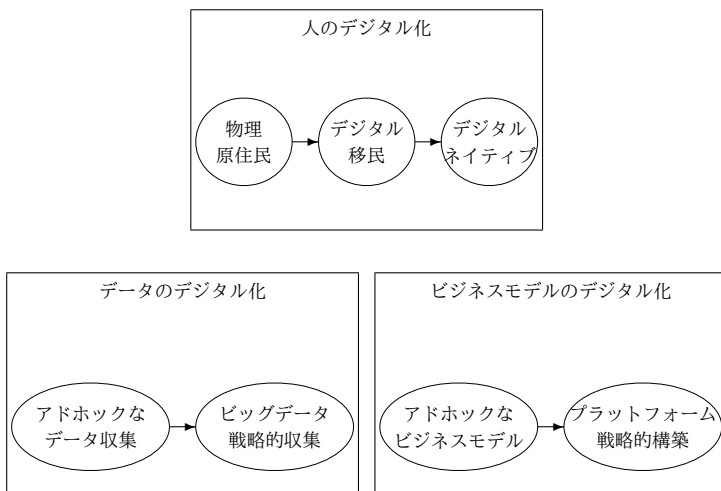 人のデジタル化
物理
原住民
デジタル
移民
デジタル
ネイティブ
データのデジタル化
アドホックな
データ収集
ビッグデータ
戦略的収集
ビジネスモデルのデジタル化
アドホックな
ビジネスモデル
プラットフォーム
戦略的構築